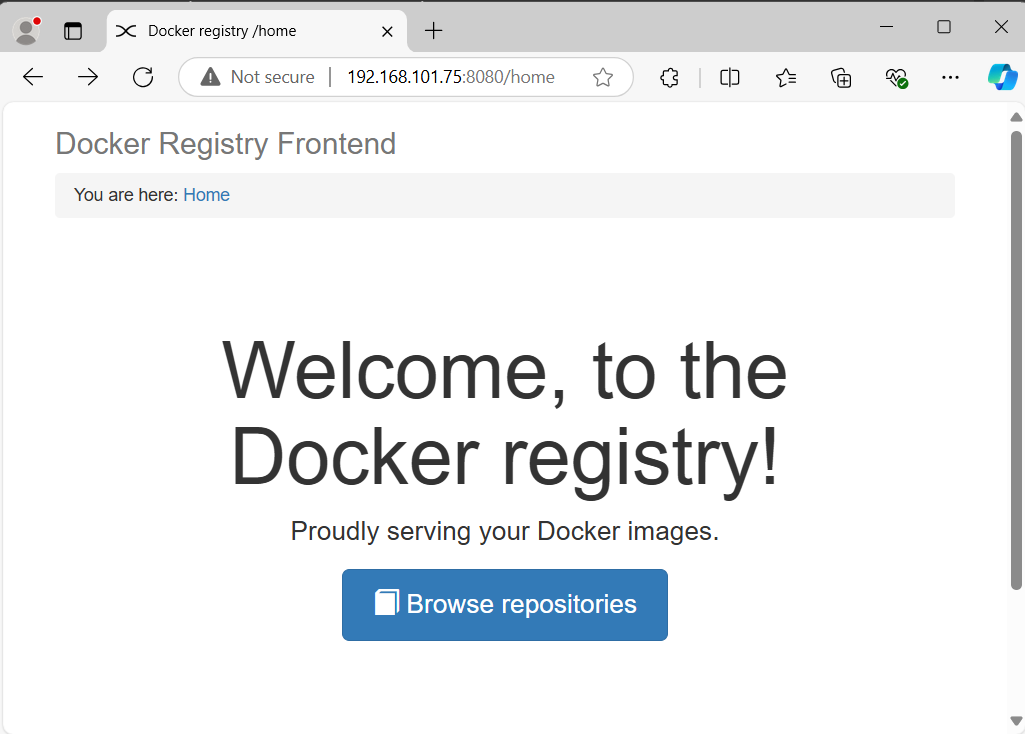 Docker registry /home
Not secure
192.168.101.75:8080/home
Docker Registry Frontend
You are here: Home
Welcome, to the
Docker registry!
Proudly serving your Docker images.
Browse repositories